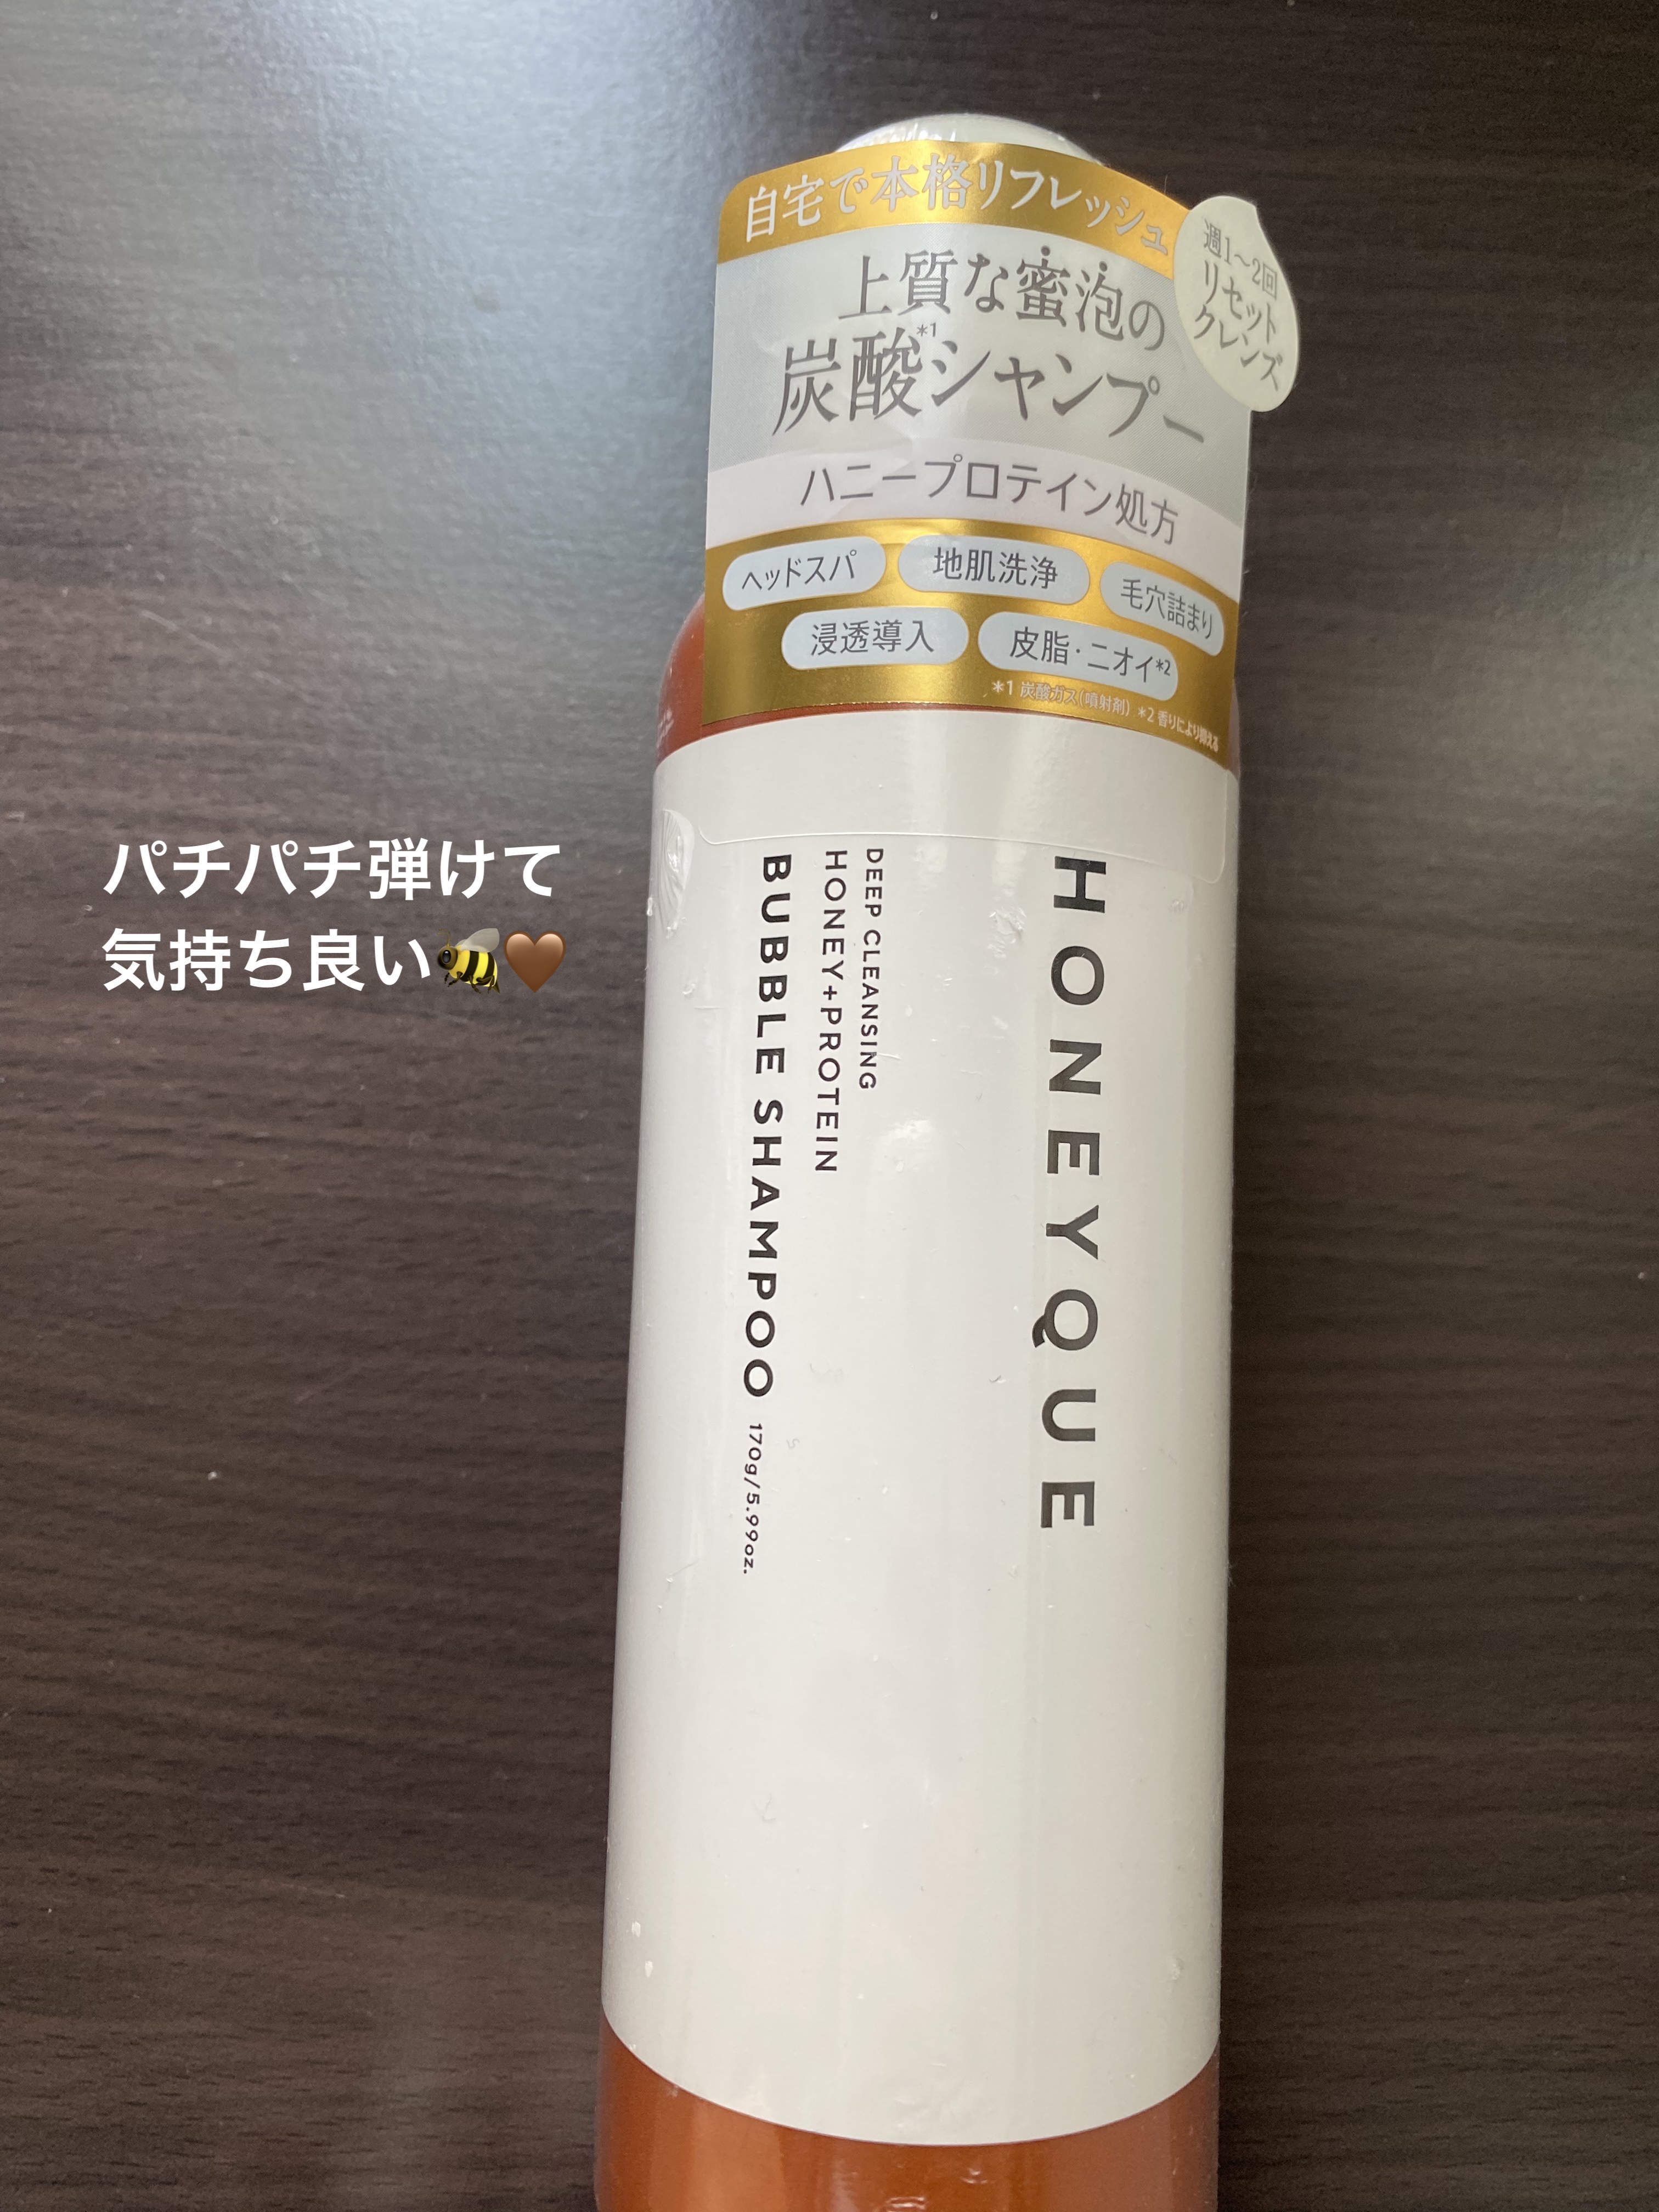 自宅で本格リフレッシュ
週1〜2回
リセット
クレンズ
上質な蜜泡の
炭酸*1シャンプー
ハニープロテイン処方
ヘッドスパ
地肌洗浄
毛穴詰まり
浸透導入
皮脂・ニオイ*2
*1 炭酸ガス(噴射剤) *2 香りにより抑える
HONEYQUE
DEEP CLEANSING
HONEY+PROTEIN
BUBBLE SHAMPOO 170g/5.99oz.
パチパチ弾けて
気持ち良い🐝🤎